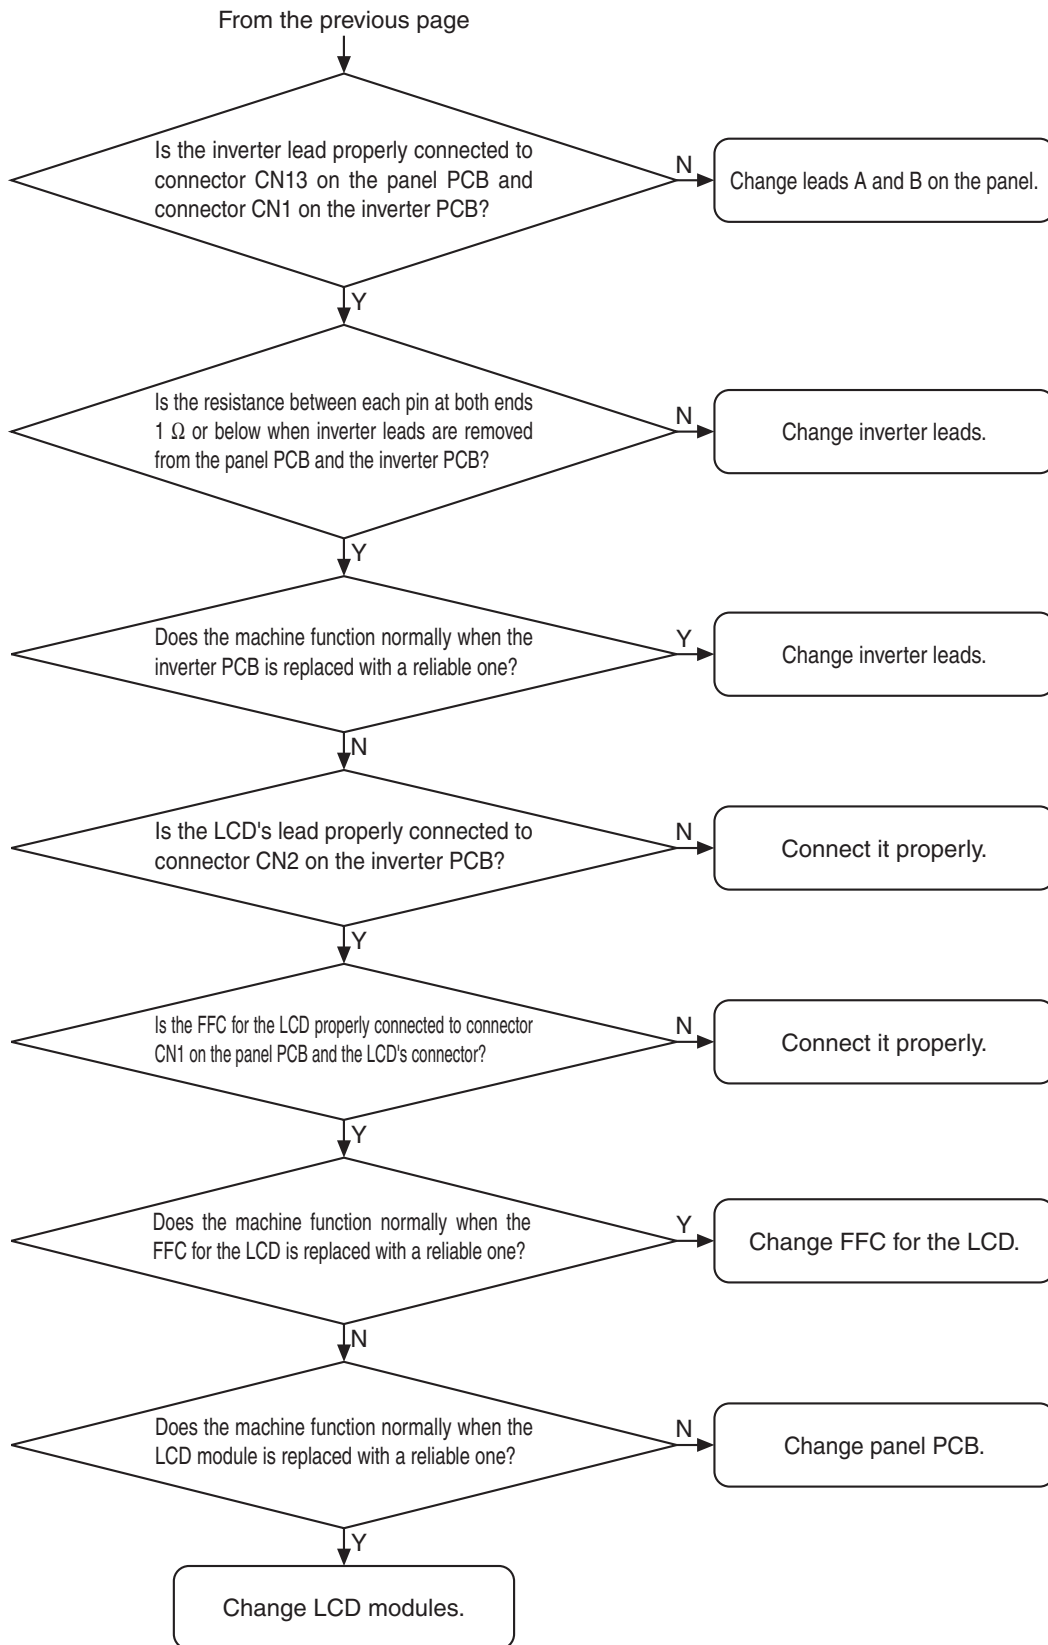 From the previous page
Is the inverter lead properly connected to
connector CN13 on the panel PCB and
connector CN1 on the inverter PCB?
N
Change leads A and B on the panel.
Y
Is the resistance between each pin at both ends
1 Ω or below when inverter leads are removed
from the panel PCB and the inverter PCB?
N
Change inverter leads.
Y
Does the machine function normally when the
inverter PCB is replaced with a reliable one?
Y
Change inverter leads.
N
Is the LCD's lead properly connected to
connector CN2 on the inverter PCB?
N
Connect it properly.
Y
Is the FFC for the LCD properly connected to connector
CN1 on the panel PCB and the LCD's connector?
N
Connect it properly.
Y
Does the machine function normally when the
FFC for the LCD is replaced with a reliable one?
Y
Change FFC for the LCD.
N
Does the machine function normally when the
LCD module is replaced with a reliable one?
N
Change panel PCB.
Y
Change LCD modules.